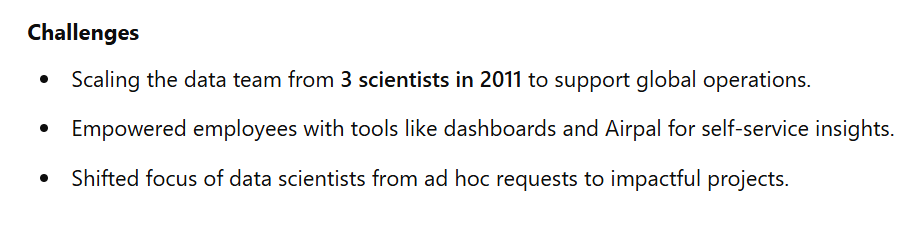 Challenges
• Scaling the data team from 3 scientists in 2011 to support global operations.
• Empowered employees with tools like dashboards and Airpal for self-service insights.
• Shifted focus of data scientists from ad hoc requests to impactful projects.